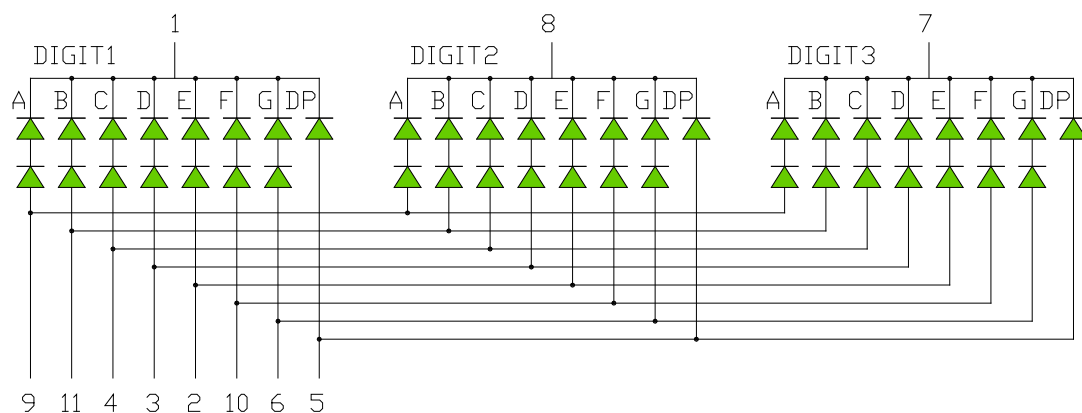 1 8 7
DIGIT1 DIGIT2 DIGIT3
A B C D E F G DP A B C D E F G DP A B C D E F G DP
9 11 4 3 2 10 6 5